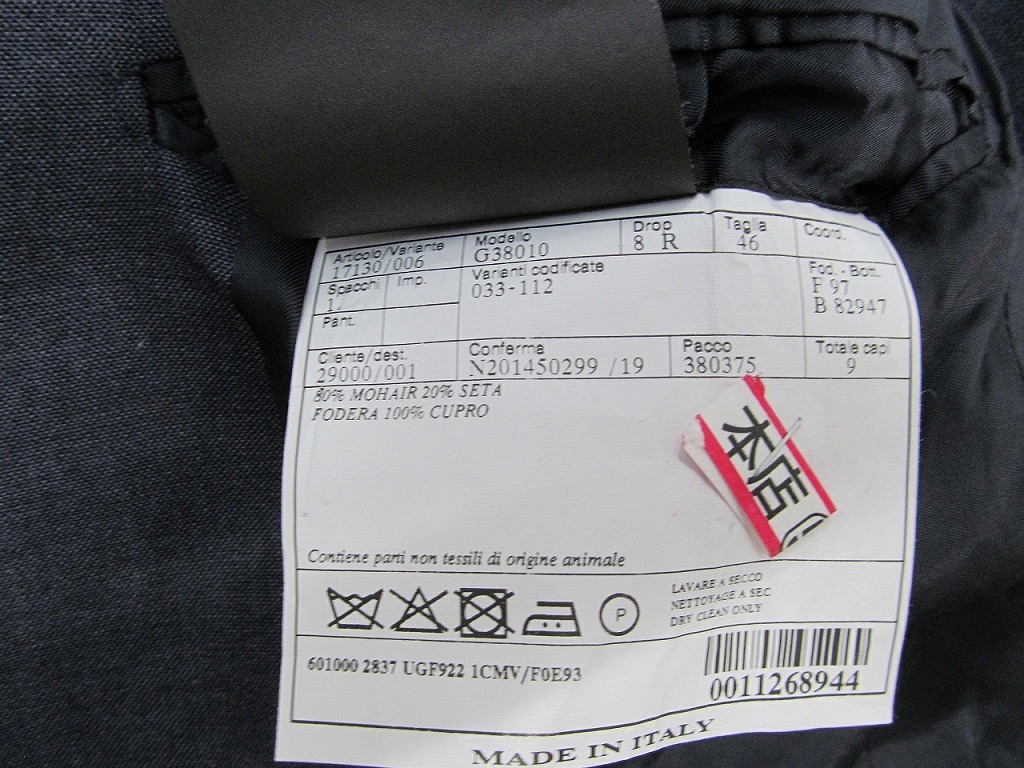 Articolo/Variante Modello Drop Taglia Coord.
17130/006 G38010 8 R 46
Spacchi Imp. Varianti codificate Fod. - Bott.
1 033-112 F 97
Pant. B 82947
Cliente/dest. Conferma Pacco Totale capi
29000/001 N201450299 /19 380375 9
80% MOHAIR 20% SETA
FODERA 100% CUPRO
本店
Contiene parti non tessili di origine animale
P
LAVARE A SECCO
NETTOYAGE A SEC
DRY CLEAN ONLY
601000 2837 UGF922 1CMV/F0E93
0011268944
MADE IN ITALY